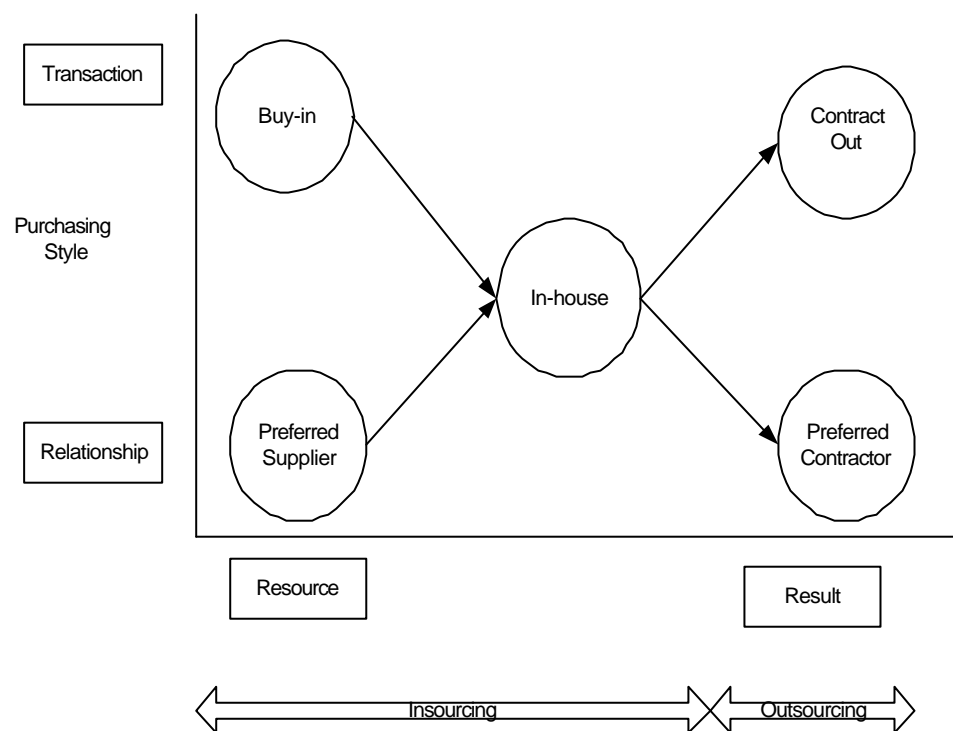 Transaction
Buy-in
Contract
Out
Purchasing
Style
In-house
Relationship
Preferred
Supplier
Preferred
Contractor
Resource
Result
Insourcing
Outsourcing